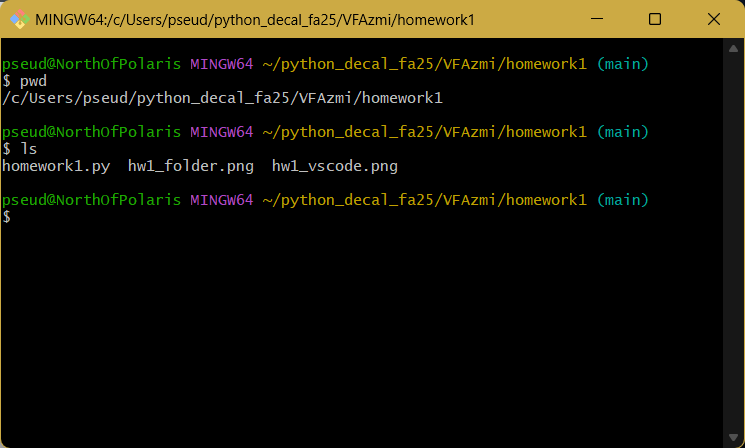 MINGW64:/c/Users/pseud/python_decal_fa25/VFAzmi/homework1
pseud@NorthOfPolaris MINGW64 ~/python_decal_fa25/VFAzmi/homework1 (main)
$ pwd
/c/Users/pseud/python_decal_fa25/VFAzmi/homework1
pseud@NorthOfPolaris MINGW64 ~/python_decal_fa25/VFAzmi/homework1 (main)
$ ls
homework1.py  hw1_folder.png  hw1_vscode.png
pseud@NorthOfPolaris MINGW64 ~/python_decal_fa25/VFAzmi/homework1 (main)
$